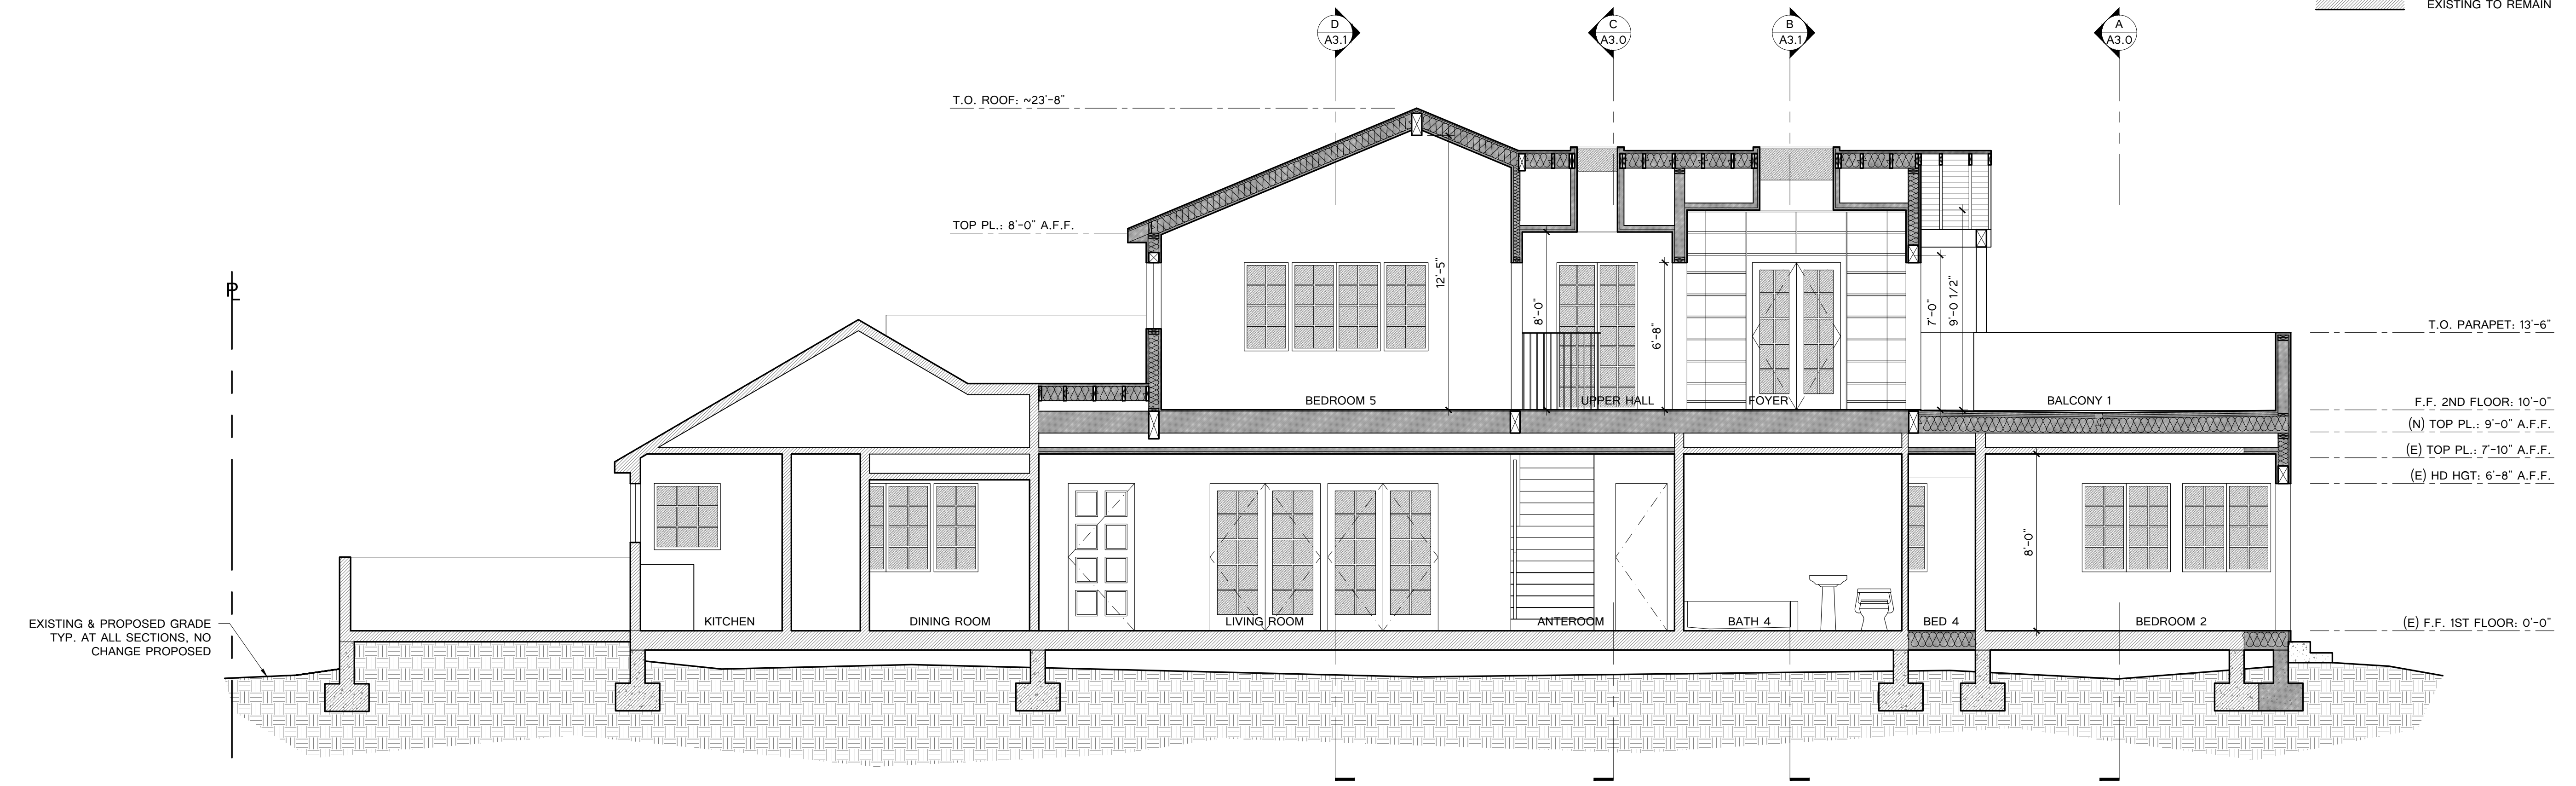 EXISTING TO REMAIN
D
A3.1
C
A3.0
B
A3.1
A
A3.0
T.O. ROOF: ~23'-8"
TOP PL.: 8'-0" A.F.F.
PL
12'-5"
8'-0"
6'-8"
7'-0"
9'-0 1/2"
T.O. PARAPET: 13'-6"
BEDROOM 5
UPPER HALL
FOYER
BALCONY 1
F.F. 2ND FLOOR: 10'-0"
(N) TOP PL.: 9'-0" A.F.F.
(E) TOP PL.: 7'-10" A.F.F.
(E) HD HGT: 6'-8" A.F.F.
8'-0"
EXISTING & PROPOSED GRADE
TYP. AT ALL SECTIONS, NO
CHANGE PROPOSED
KITCHEN
DINING ROOM
LIVING ROOM
ANTEROOM
BATH 4
BED 4
BEDROOM 2
(E) F.F. 1ST FLOOR: 0'-0"